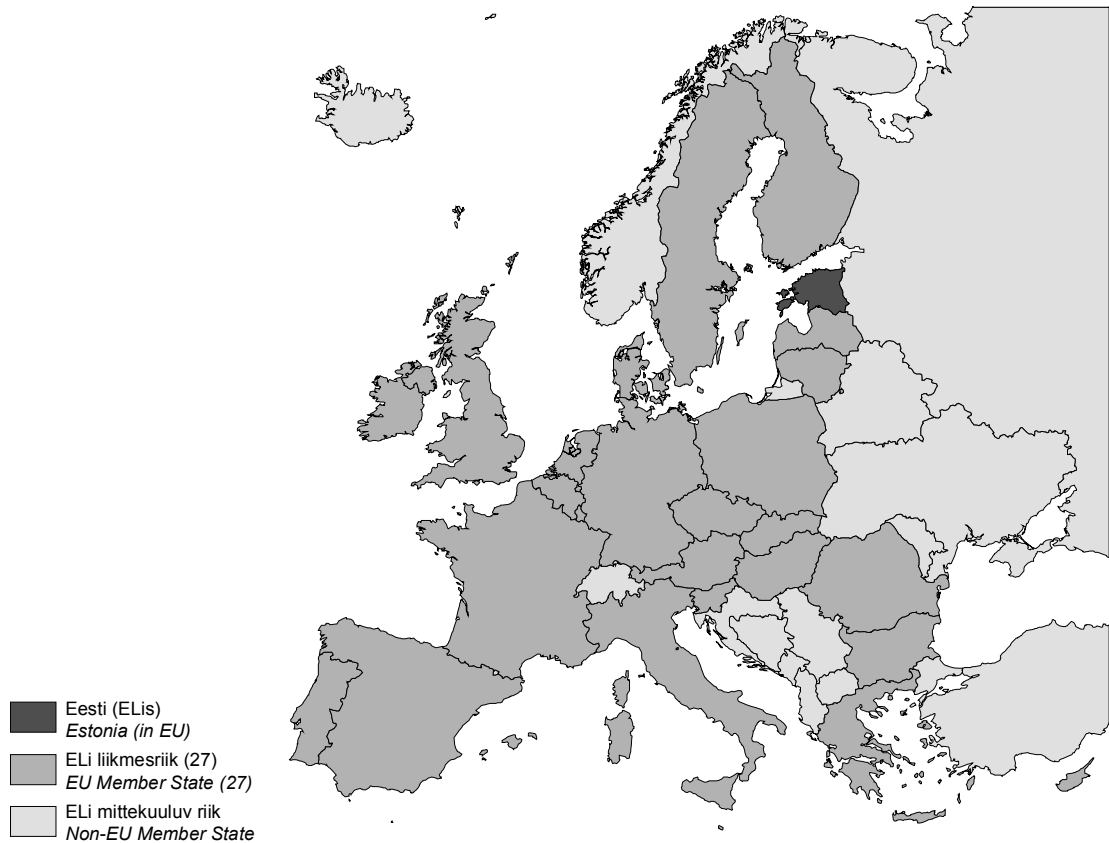 Eesti (ELis)
Estonia (in EU)
ELi liikmesriik (27)
EU Member State (27)
ELi mittekuuluv riik
Non-EU Member State